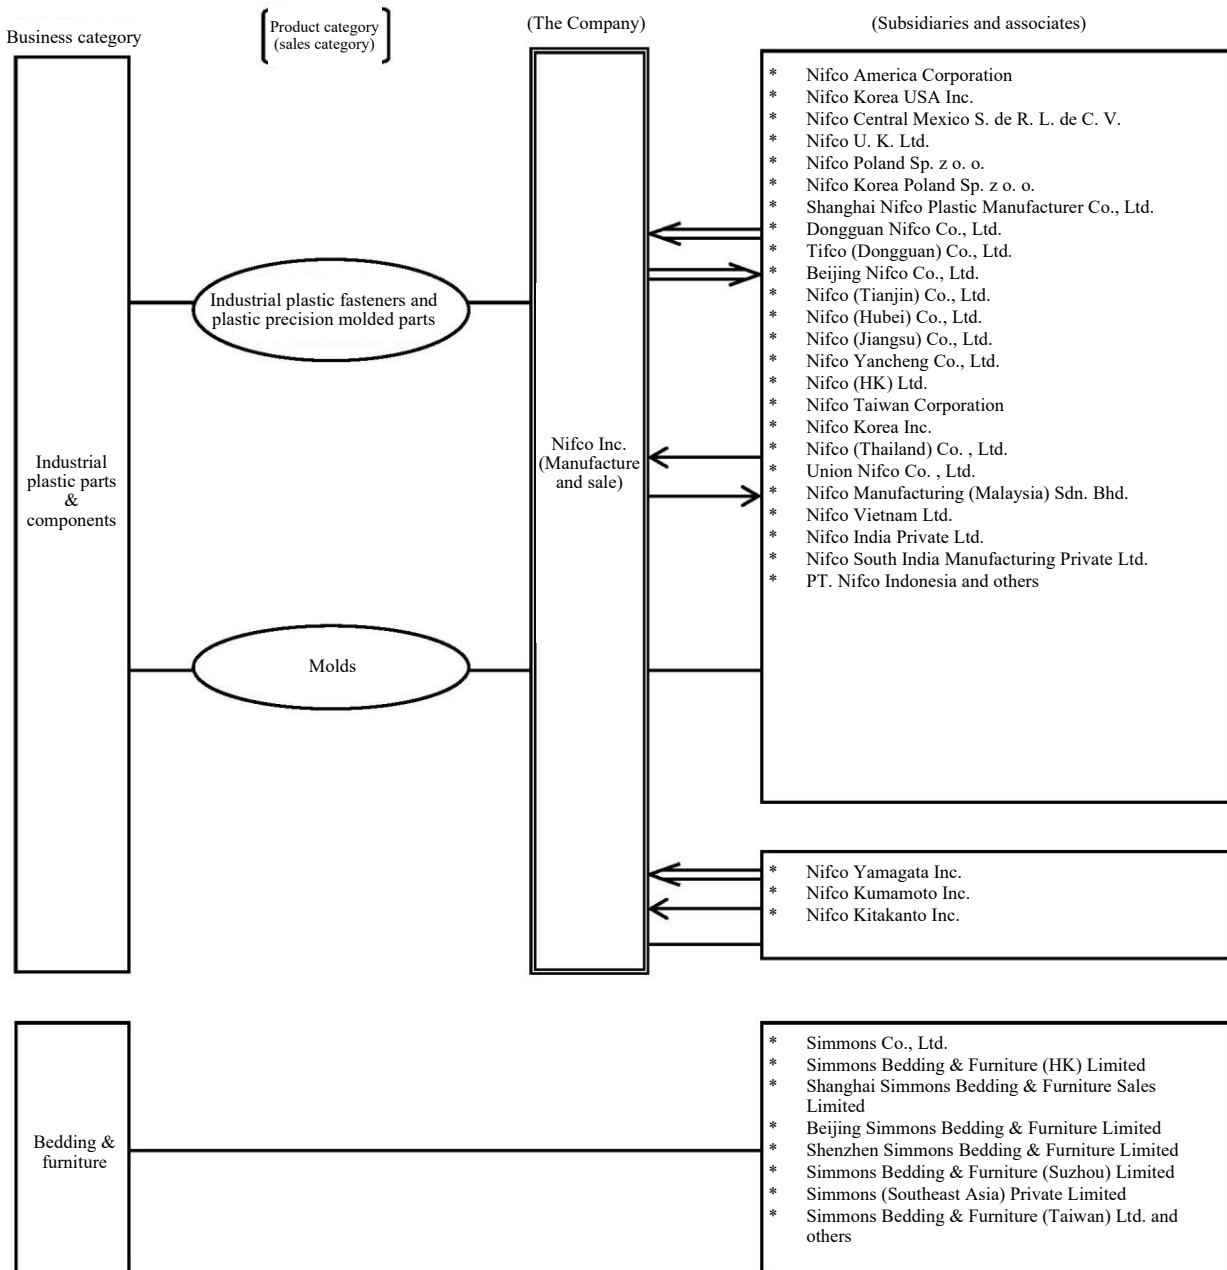 Business category
Product category
(sales category)
(The Company)
(Subsidiaries and associates)
Industrial
plastic parts
&
components
Industrial plastic fasteners and
plastic precision molded parts
Molds
Nifco Inc.
(Manufacture
and sale)
* Nifco America Corporation
* Nifco Korea USA Inc.
* Nifco Central Mexico S. de R. L. de C. V.
* Nifco U. K. Ltd.
* Nifco Poland Sp. z o. o.
* Nifco Korea Poland Sp. z o. o.
* Shanghai Nifco Plastic Manufacturer Co., Ltd.
* Dongguan Nifco Co., Ltd.
* Tifco (Dongguan) Co., Ltd.
* Beijing Nifco Co., Ltd.
* Nifco (Tianjin) Co., Ltd.
* Nifco (Hubei) Co., Ltd.
* Nifco (Jiangsu) Co., Ltd.
* Nifco Yancheng Co., Ltd.
* Nifco (HK) Ltd.
* Nifco Taiwan Corporation
* Nifco Korea Inc.
* Nifco (Thailand) Co. , Ltd.
* Union Nifco Co. , Ltd.
* Nifco Manufacturing (Malaysia) Sdn. Bhd.
* Nifco Vietnam Ltd.
* Nifco India Private Ltd.
* Nifco South India Manufacturing Private Ltd.
* PT. Nifco Indonesia and others
* Nifco Yamagata Inc.
* Nifco Kumamoto Inc.
* Nifco Kitakanto Inc.
Bedding &
furniture
* Simmons Co., Ltd.
* Simmons Bedding & Furniture (HK) Limited
* Shanghai Simmons Bedding & Furniture Sales
Limited
* Beijing Simmons Bedding & Furniture Limited
* Shenzhen Simmons Bedding & Furniture Limited
* Simmons Bedding & Furniture (Suzhou) Limited
* Simmons (Southeast Asia) Private Limited
* Simmons Bedding & Furniture (Taiwan) Ltd. and
others